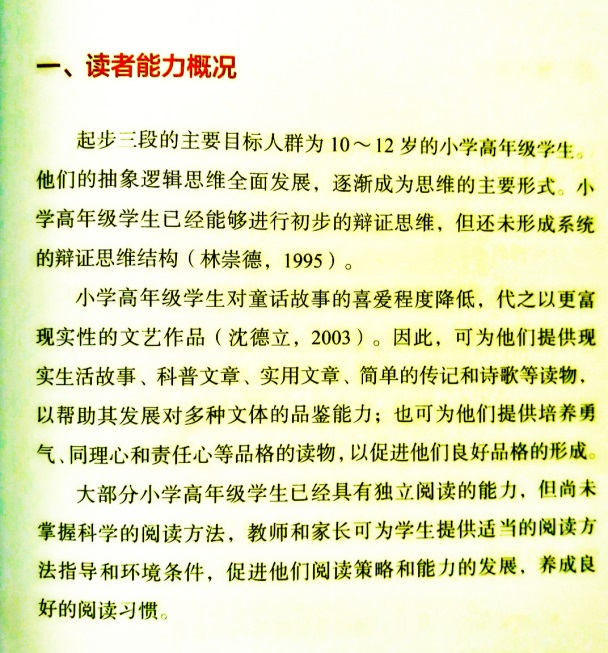 一、读者能力概况
起步三段的主要目标人群为10～12岁的小学高年级学生。
他们的抽象逻辑思维全面发展，逐渐成为思维的主要形式。小
学高年级学生已经能够进行初步的辩证思维，但还未形成系统
的辩证思维结构（林崇德，1995）。
小学高年级学生对童话故事的喜爱程度降低，代之以更富
现实性的文艺作品（沈德立，2003）。因此，可为他们提供现
实生活故事、科普文章、实用文章、简单的传记和诗歌等读物，
以帮助其发展对多种文体的品鉴能力；也可为他们提供培养勇
气、同理心和责任心等品格的读物，以促进他们良好品格的形成。
大部分小学高年级学生已经具有独立阅读的能力，但尚未
掌握科学的阅读方法，教师和家长可为学生提供适当的阅读方
法指导和环境条件，促进他们阅读策略和能力的发展，养成良
好的阅读习惯。